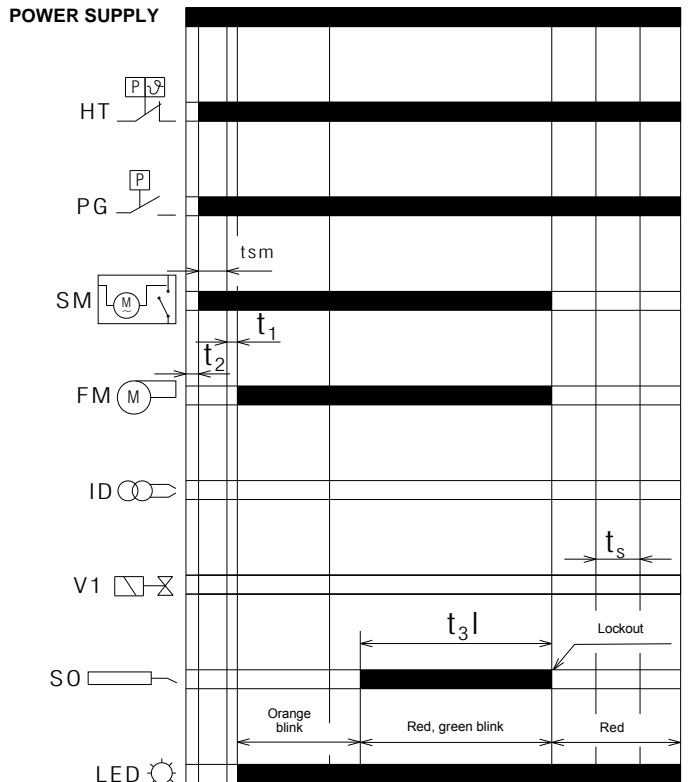 POWER SUPPLY
P ϑ
HT
P
PG
tsm
SM
M
~
t1
t2
FM
M
ID
ts
V1
t3l
Lockout
SO
Orange
blink
Red, green blink
Red
LED